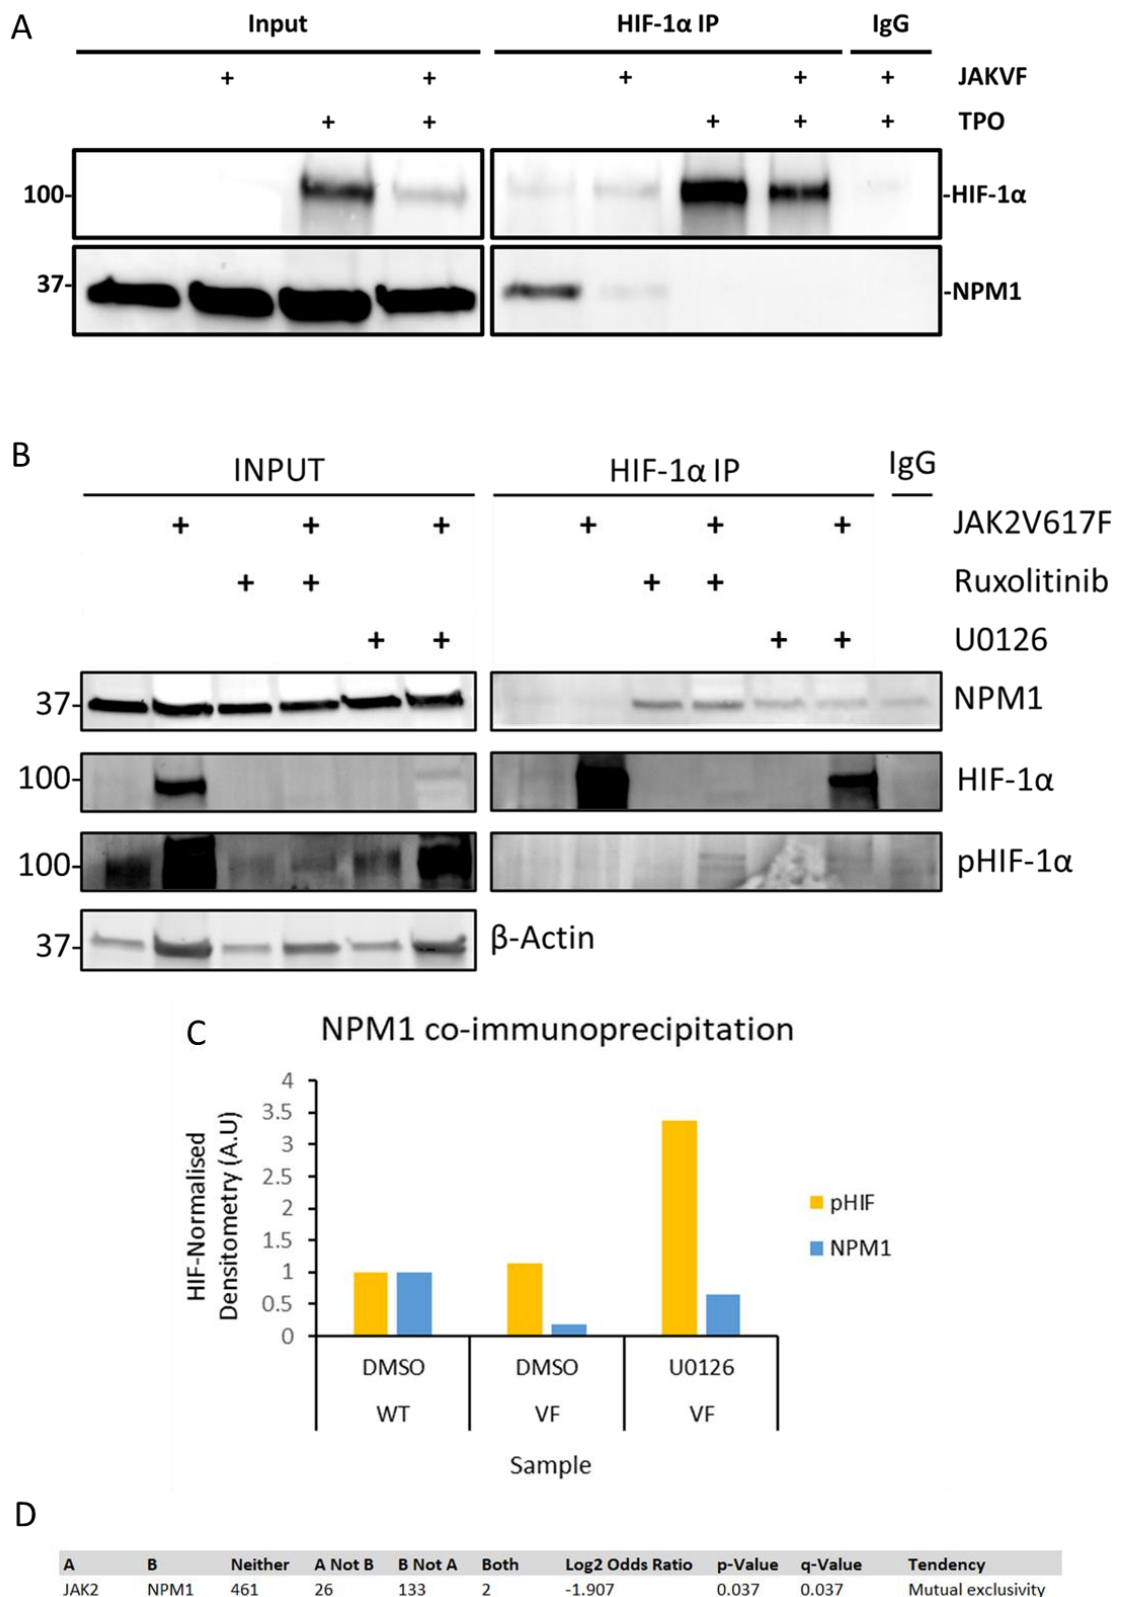 A
Input HIF-1α IP IgG
+ + + + + JAKVF
+ + + + + TPO
100- -HIF-1α
37- -NPM1
B
INPUT HIF-1α IP IgG
+ + + + + + JAK2V617F
+ + + + Ruxolitinib
+ + + + U0126
37- NPM1
100- HIF-1α
100- pHIF-1α
37- β-Actin
C NPM1 co-immunoprecipitation
HIF-Normalised
Densitometry (A.U)
4
3.5
3
2.5
2
1.5
1
0.5
0
pHIF
NPM1
DMSO DMSO U0126
WT VF VF
Sample
D
A B Neither A Not B B Not A Both Log2 Odds Ratio p-Value q-Value Tendency
JAK2 NPM1 461 26 133 2 -1.907 0.037 0.037 Mutual exclusivity